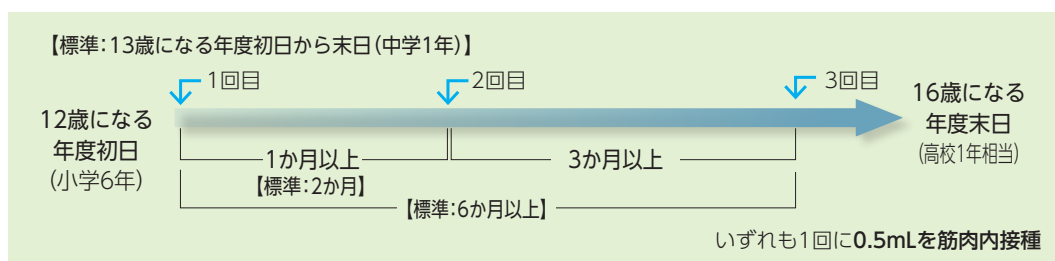 【標準:13歳になる年度初日から末日(中学1年)】
1回目
2回目
3回目
12歳になる
年度初日
(小学6年)
16歳になる
年度末日
(高校1年相当)
1か月以上
【標準:2か月】
3か月以上
【標準:6か月以上】
いずれも1回に0.5mLを筋肉内接種